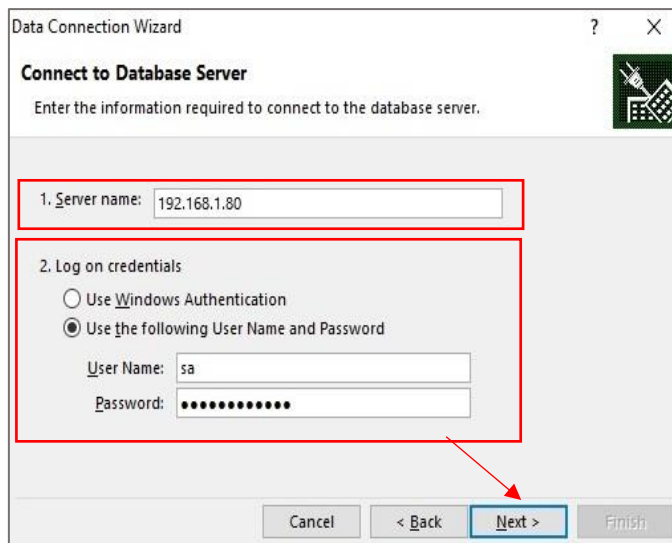 Data Connection Wizard ? X
Connect to Database Server
Enter the information required to connect to the database server.
1. Server name: 192.168.1.80
2. Log on credentials
Use Windows Authentication
Use the following User Name and Password
User Name: sa
Password: ••••••••••••
Cancel < Back Next > Finish